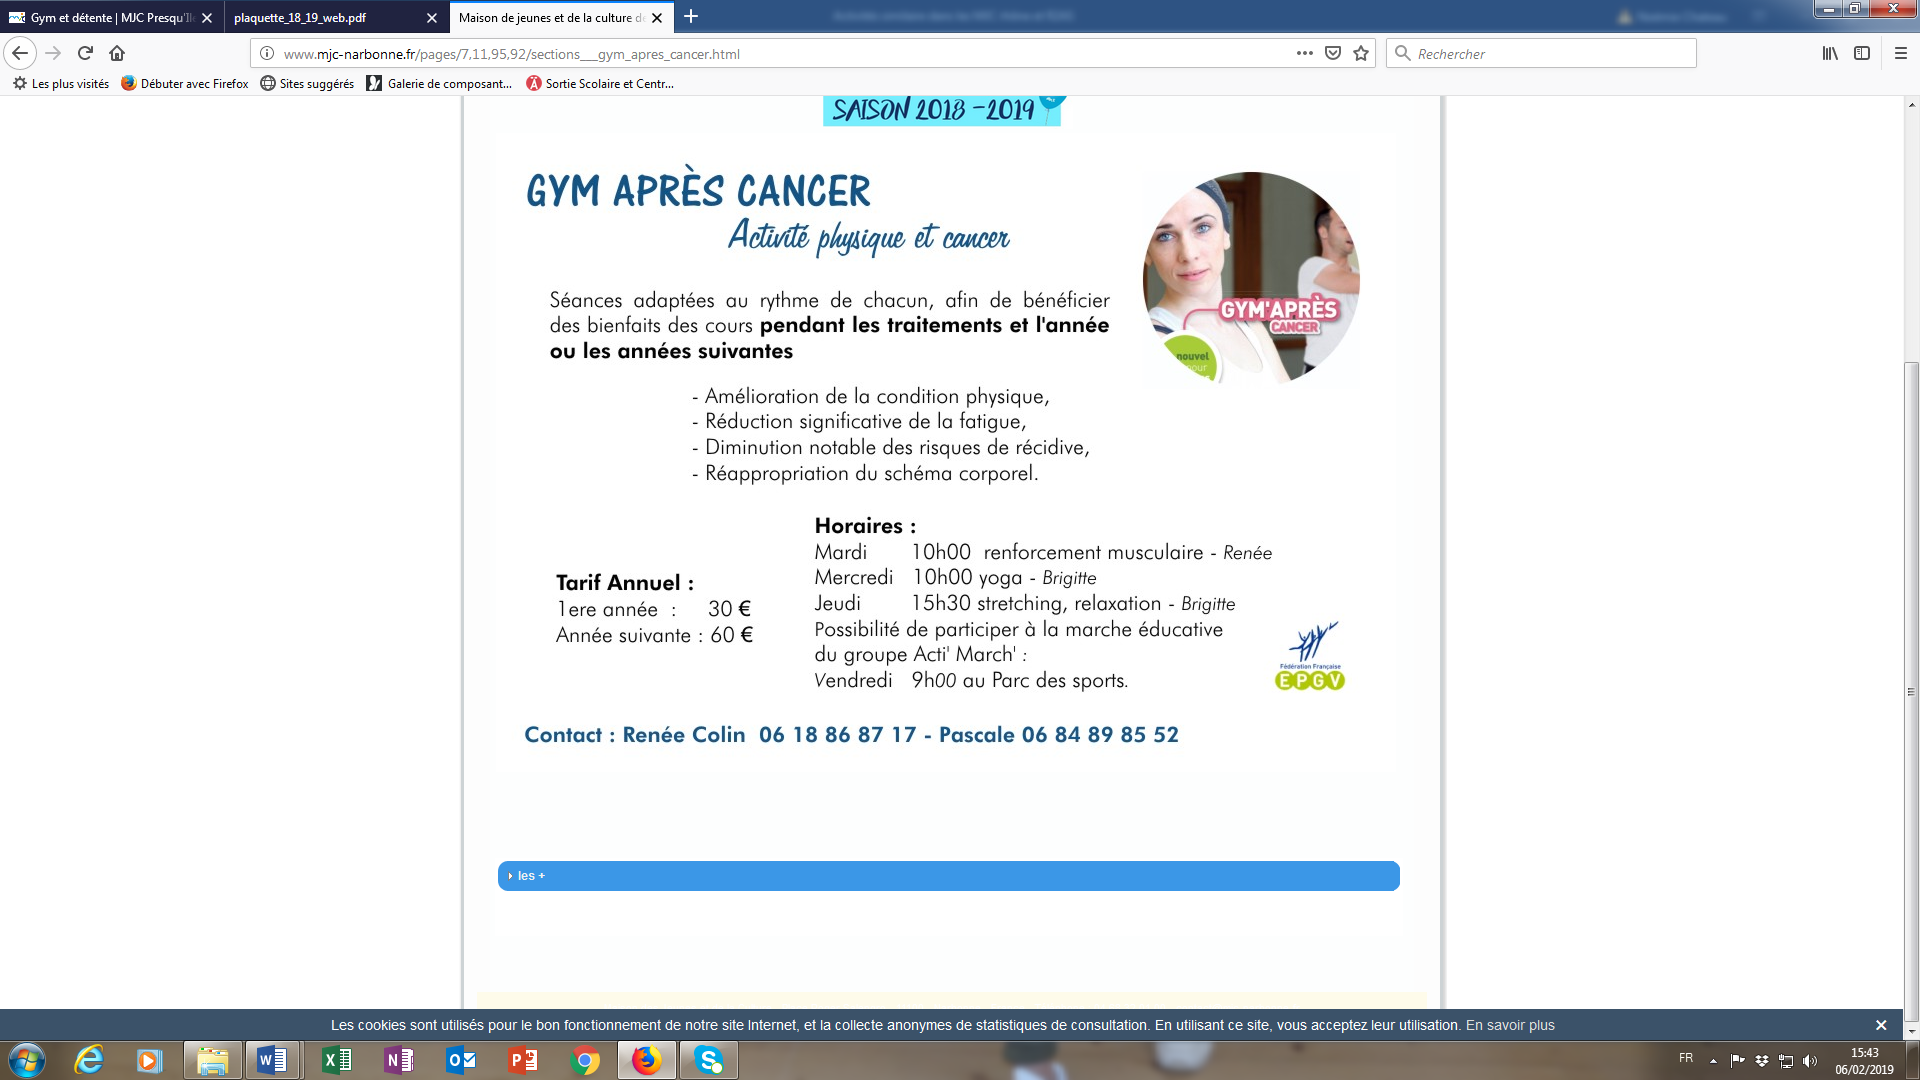 Gym et détente | MJC Presqu'Il
plaquette_18_19_web.pdf
Maison de jeunes et de la culture de
www.mjc-narbonne.fr/pages/7,11,95,92/sections___gym_apres_cancer.html
Rechercher
Les plus visités
Débuter avec Firefox
Sites suggérés
Galerie de composant...
Sortie Scolaire et Centr...
SAISON 2018 - 2019
GYM APRÈS CANCER
Activité physique et cancer
Séances adaptées au rythme de chacun, afin de bénéficier
des bienfaits des cours pendant les traitements et l'année
ou les années suivantes
GYM'APRÈS
CANCER
nouvel
pour
- Amélioration de la condition physique,
- Réduction significative de la fatigue,
- Diminution notable des risques de récidive,
- Réappropriation du schéma corporel.
Tarif Annuel :
1ere année : 30 €
Année suivante : 60 €
Horaires :
Mardi 10h00 renforcement musculaire - Renée
Mercredi 10h00 yoga - Brigitte
Jeudi 15h30 stretching, relaxation - Brigitte
Possibilité de participer à la marche éducative
du groupe Acti' March' :
Vendredi 9h00 au Parc des sports.
Fédération Française
EPGV
Contact : Renée Colin 06 18 86 87 17 - Pascale 06 84 89 85 52
les +
Les cookies sont utilisés pour le bon fonctionnement de notre site Internet, et la collecte anonymes de statistiques de consultation. En utilisant ce site, vous acceptez leur utilisation. En savoir plus
FR
15:43
06/02/2019